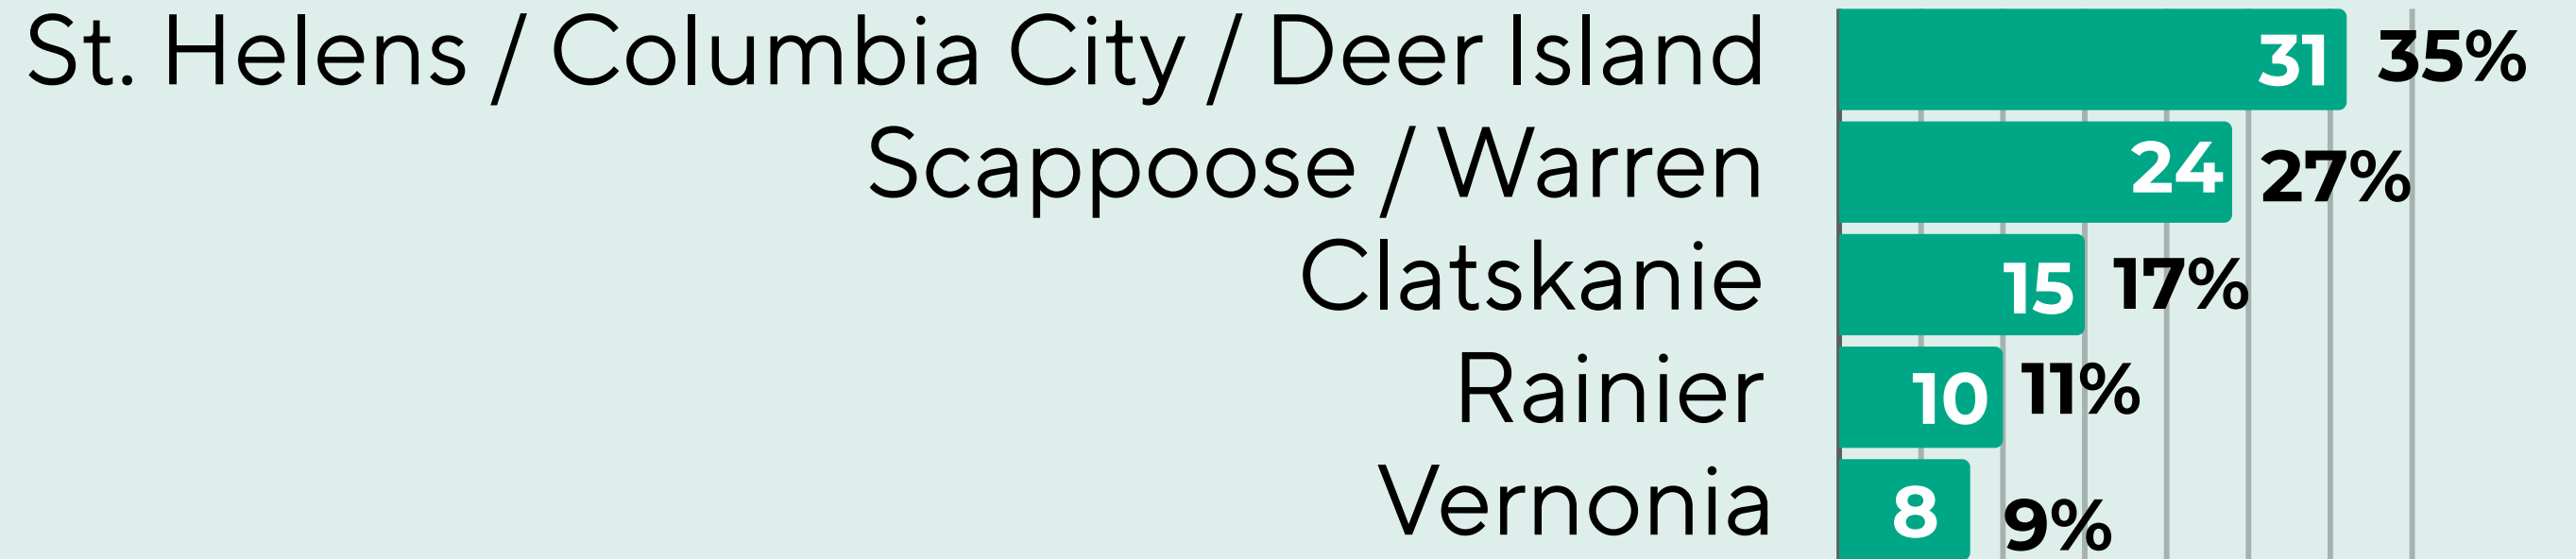 St. Helens / Columbia City / Deer Island 31 35%
Scappoose / Warren 24 27%
Clatskanie 15 17%
Rainier 10 11%
Vernonia 8 9%